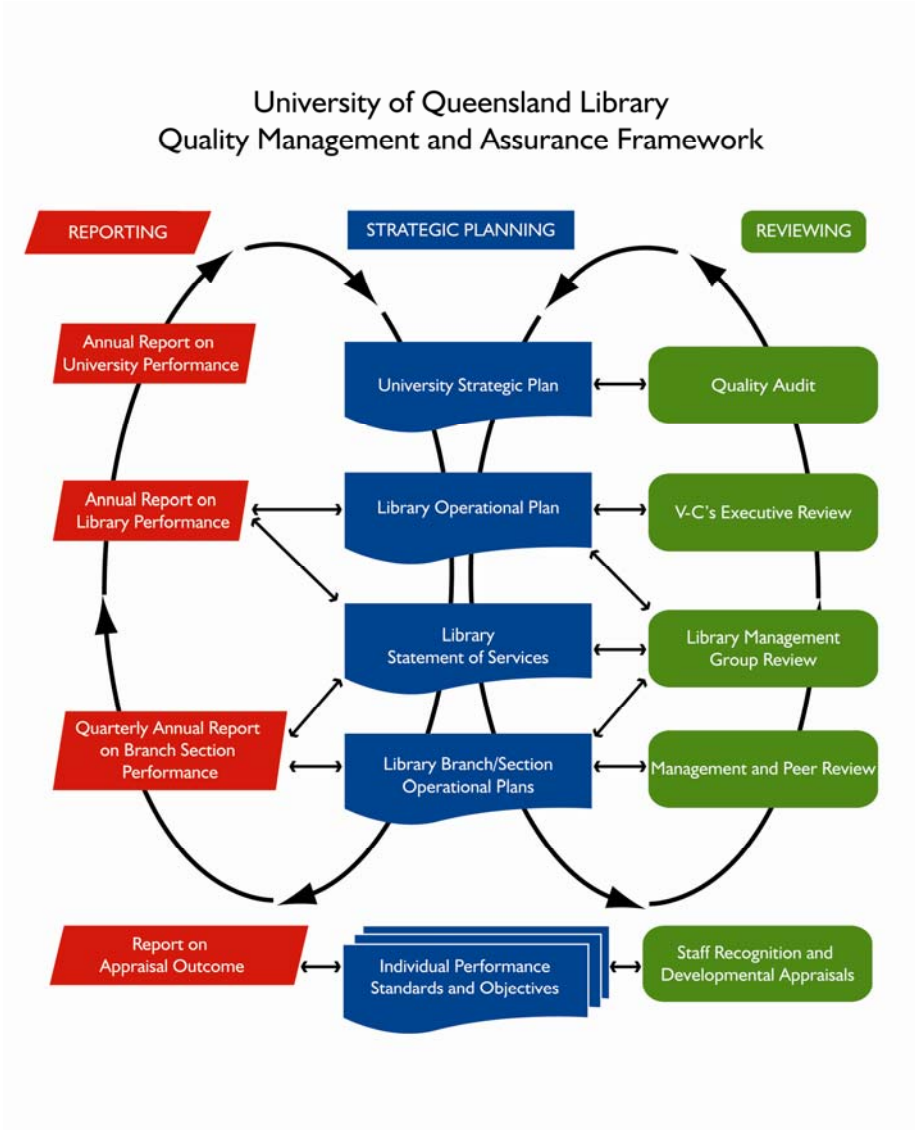 University of Queensland Library
Quality Management and Assurance Framework
REPORTING
STRATEGIC PLANNING
REVIEWING
Annual Report on
University Performance
University Strategic Plan
Quality Audit
Annual Report on
Library Performance
Library Operational Plan
V-C's Executive Review
Library
Statement of Services
Library Management
Group Review
Quarterly Annual Report
on Branch Section
Performance
Library Branch/Section
Operational Plans
Management and Peer Review
Report on
Appraisal Outcome
Individual Performance
Standards and Objectives
Staff Recognition and
Developmental Appraisals